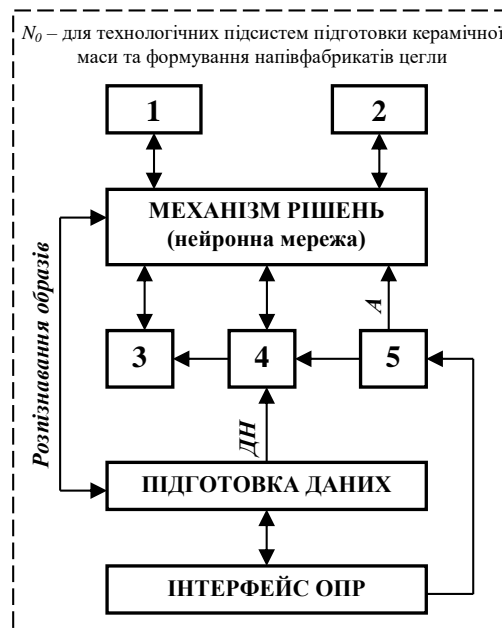 N₀ – для технологічних підсистем підготовки керамічної
маси та формування напівфабрикатів цегли
1
2
МЕХАНІЗМ РІШЕНЬ
(нейронна мережа)
Розпізнавання образів
А
3
4
5
ДН
ПІДГОТОВКА ДАНИХ
ІНТЕРФЕЙС ОПР